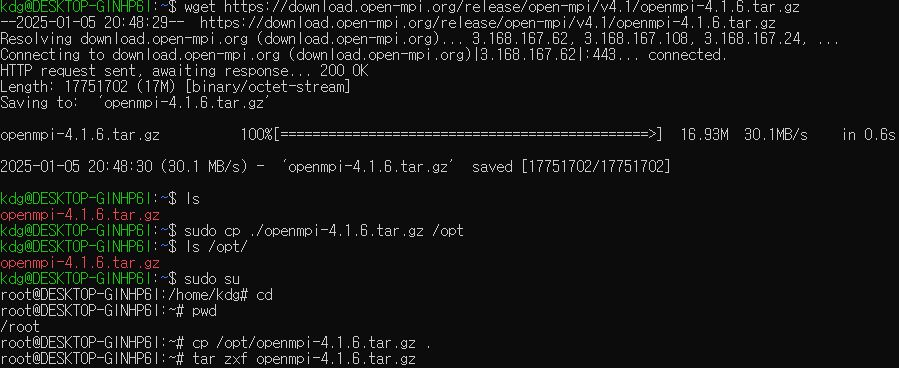 kdg@DESKTOP-GINHP6I:~$ wget https://download.open-mpi.org/release/open-mpi/v4.1/openmpi-4.1.6.tar.gz
--2025-01-05 20:48:29--  https://download.open-mpi.org/release/open-mpi/v4.1/openmpi-4.1.6.tar.gz
Resolving download.open-mpi.org (download.open-mpi.org)... 3.168.167.62, 3.168.167.108, 3.168.167.24, ...
Connecting to download.open-mpi.org (download.open-mpi.org)|3.168.167.62|:443... connected.
HTTP request sent, awaiting response... 200 OK
Length: 17751702 (17M) [binary/octet-stream]
Saving to: ‘openmpi-4.1.6.tar.gz’
openmpi-4.1.6.tar.gz 100%[==============================================>] 16.93M 30.1MB/s in 0.6s
2025-01-05 20:48:30 (30.1 MB/s) - ‘openmpi-4.1.6.tar.gz’ saved [17751702/17751702]
kdg@DESKTOP-GINHP6I:~$ ls
openmpi-4.1.6.tar.gz
kdg@DESKTOP-GINHP6I:~$ sudo cp ./openmpi-4.1.6.tar.gz /opt
kdg@DESKTOP-GINHP6I:~$ ls /opt/
openmpi-4.1.6.tar.gz
kdg@DESKTOP-GINHP6I:~$ sudo su
root@DESKTOP-GINHP6I:/home/kdg# cd
root@DESKTOP-GINHP6I:~# pwd
/root
root@DESKTOP-GINHP6I:~# cp /opt/openmpi-4.1.6.tar.gz .
root@DESKTOP-GINHP6I:~# tar zxf openmpi-4.1.6.tar.gz